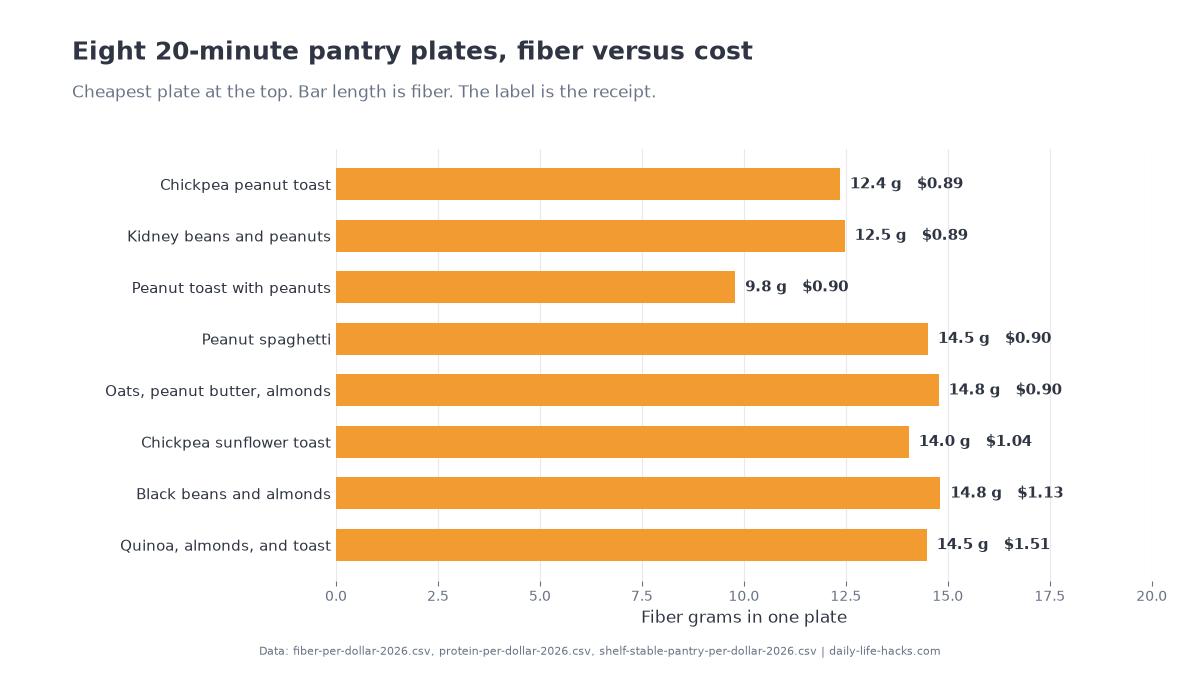 Eight 20-minute pantry plates, fiber versus cost
Cheapest plate at the top. Bar length is fiber. The label is the receipt.
Chickpea peanut toast 12.4 g $0.89
Kidney beans and peanuts 12.5 g $0.89
Peanut toast with peanuts 9.8 g $0.90
Peanut spaghetti 14.5 g $0.90
Oats, peanut butter, almonds 14.8 g $0.90
Chickpea sunflower toast 14.0 g $1.04
Black beans and almonds 14.8 g $1.13
Quinoa, almonds, and toast 14.5 g $1.51
0.0 2.5 5.0 7.5 10.0 12.5 15.0 17.5 20.0
Fiber grams in one plate
Data: fiber-per-dollar-2026.csv, protein-per-dollar-2026.csv, shelf-stable-pantry-per-dollar-2026.csv | daily-life-hacks.com